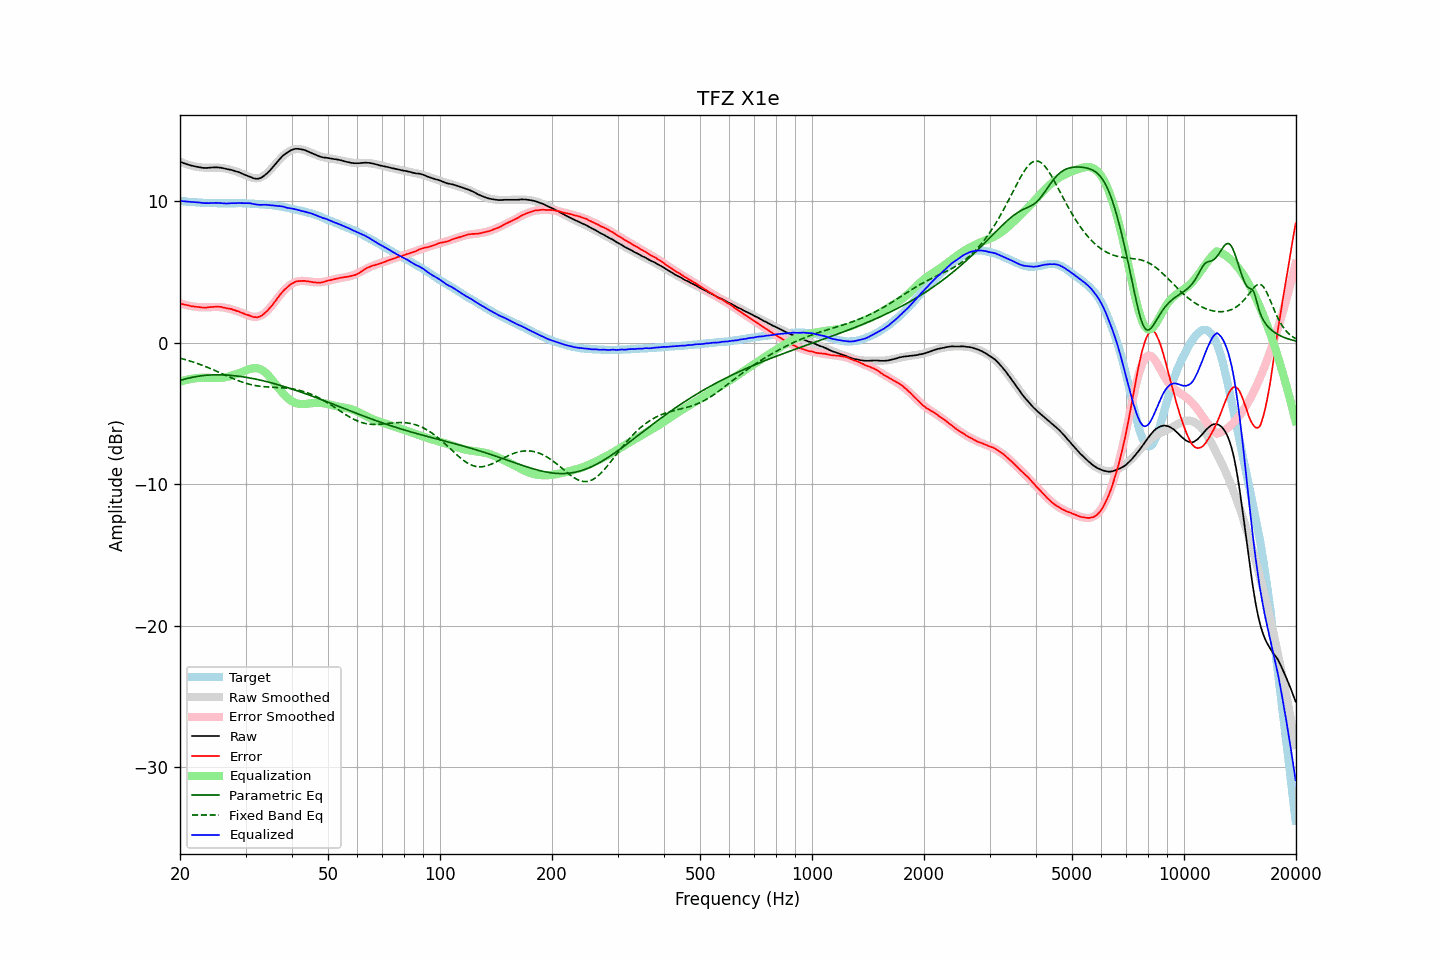 TFZ X1e
Amplitude (dBr)
10
0
−10
−20
−30
Target
Raw Smoothed
Error Smoothed
Raw
Error
Equalization
Parametric Eq
Fixed Band Eq
Equalized
20 50 100 200 500 1000 2000 5000 10000 20000
Frequency (Hz)